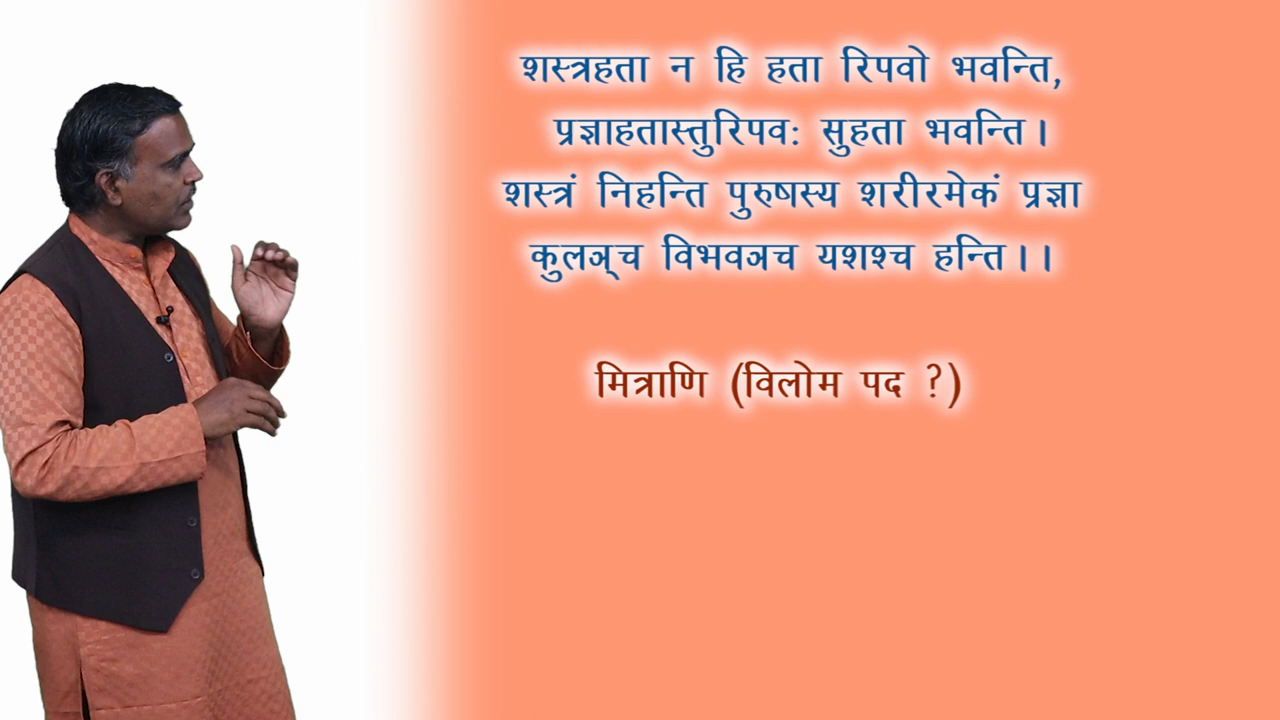 शस्त्रहता न हि हता रिपवो भवन्ति,
प्रज्ञाहतास्तुरिपवः सुहता भवन्ति।
शस्त्रं निहन्ति पुरुषस्य शरीरमेकं प्रज्ञा
कुलञ्च विभवञच यशश्च हन्ति।।
मित्राणि (विलोम पद ?)